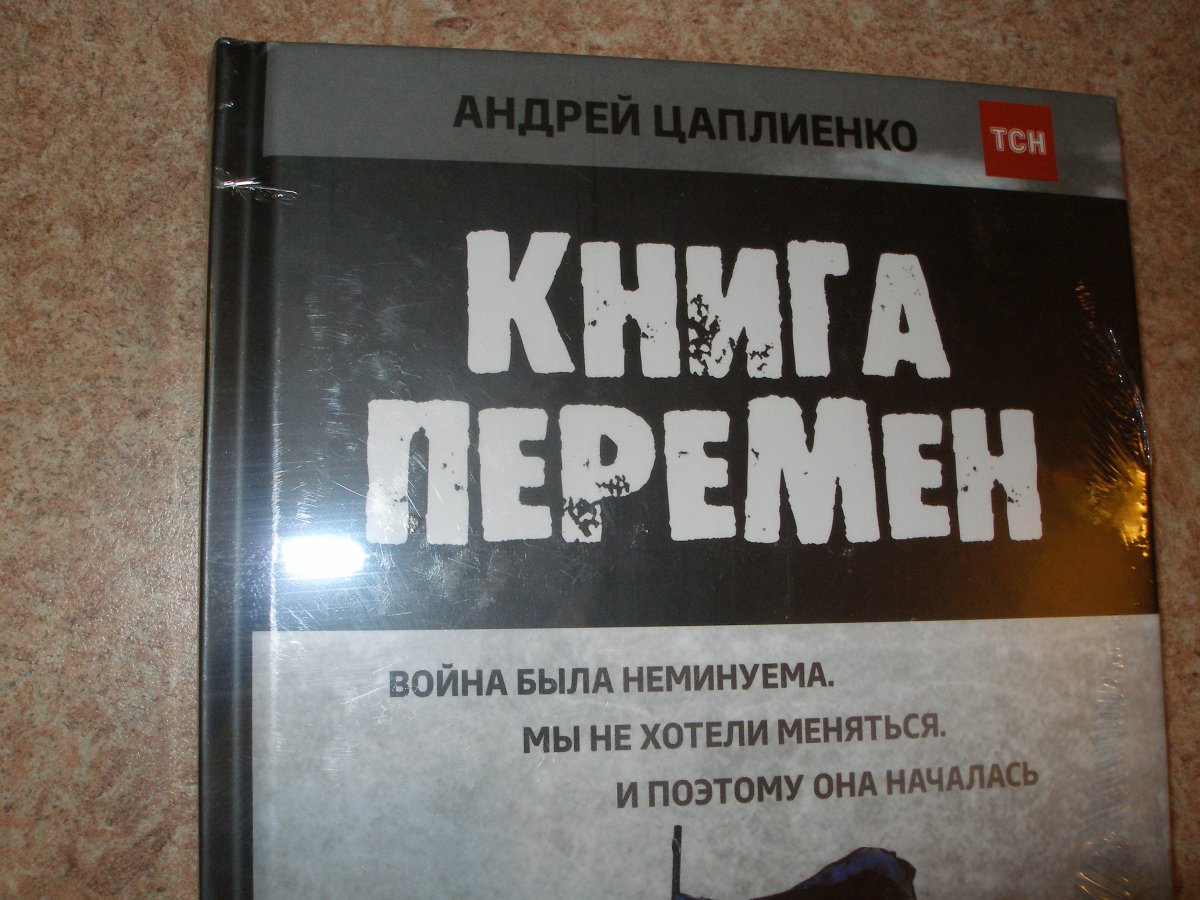 АНДРЕЙ ЦАПЛИЕНКО
ТСН
КНИГА
ПЕРЕМЕН
ВОЙНА БЫЛА НЕМИНУЕМА.
МЫ НЕ ХОТЕЛИ МЕНЯТЬСЯ.
И ПОЭТОМУ ОНА НАЧАЛАСЬ